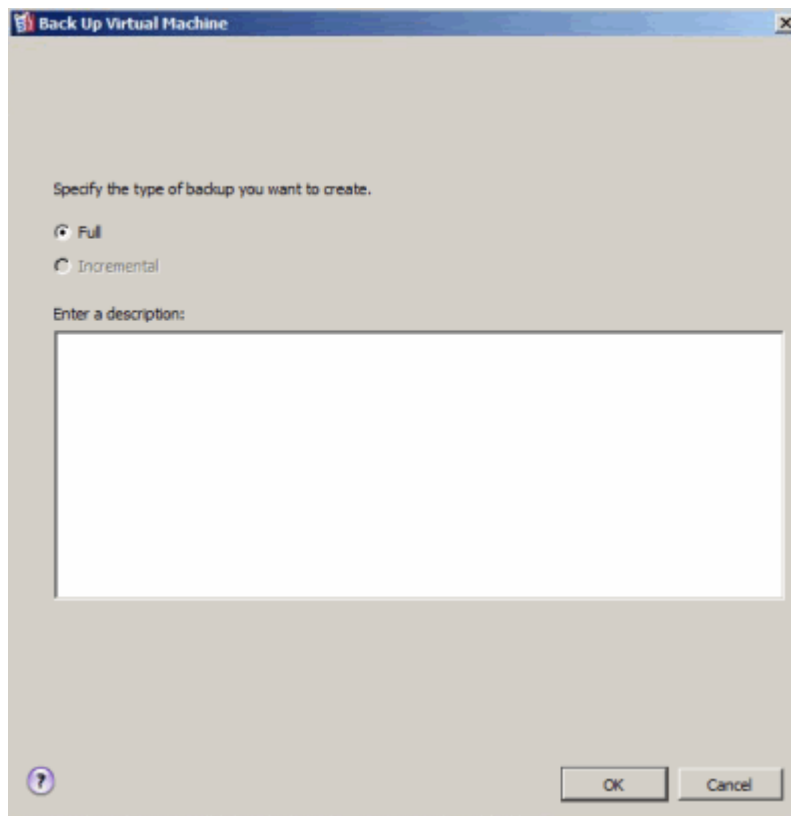 Back Up Virtual Machine
Specify the type of backup you want to create.
Full
Incremental
Enter a description:
?
OK
Cancel